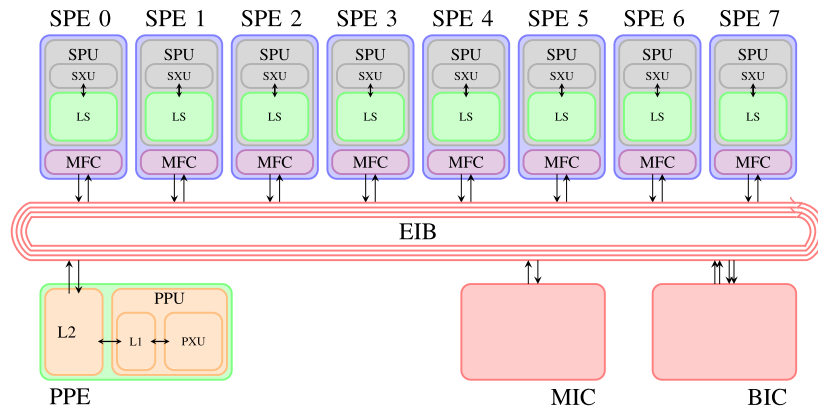 SPE 0 SPE 1 SPE 2 SPE 3 SPE 4 SPE 5 SPE 6 SPE 7
SPU SPU SPU SPU SPU SPU SPU SPU
SXU SXU SXU SXU SXU SXU SXU SXU
LS LS LS LS LS LS LS LS
MFC MFC MFC MFC MFC MFC MFC MFC
EIB
PPU
L2 L1 PXU
PPE MIC BIC